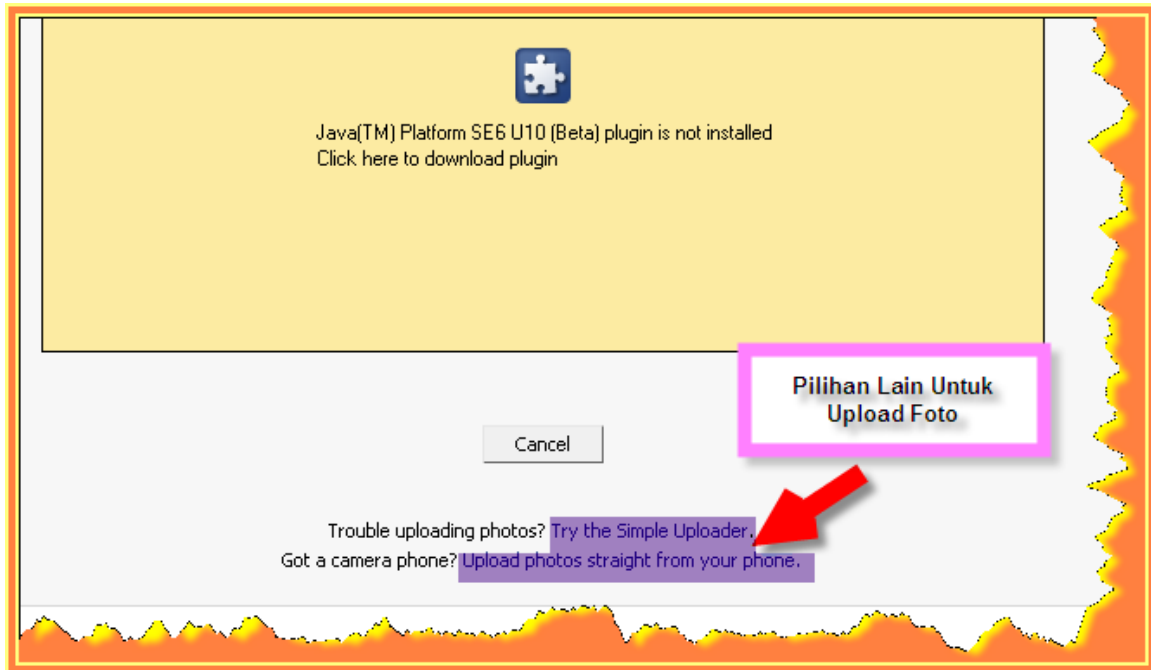 Java(TM) Platform SE6 U10 (Beta) plugin is not installed
Click here to download plugin
Pilihan Lain Untuk
Upload Foto
Cancel
Trouble uploading photos? Try the Simple Uploader.
Got a camera phone? Upload photos straight from your phone.